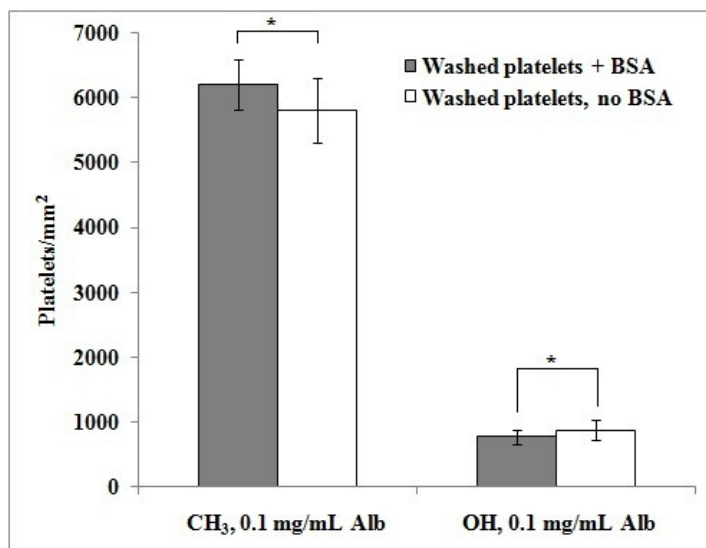 7000
6000
5000
4000
3000
2000
1000
0
Platelets/mm²
*
Washed platelets + BSA
Washed platelets, no BSA
*
CH₃, 0.1 mg/mL Alb
OH, 0.1 mg/mL Alb